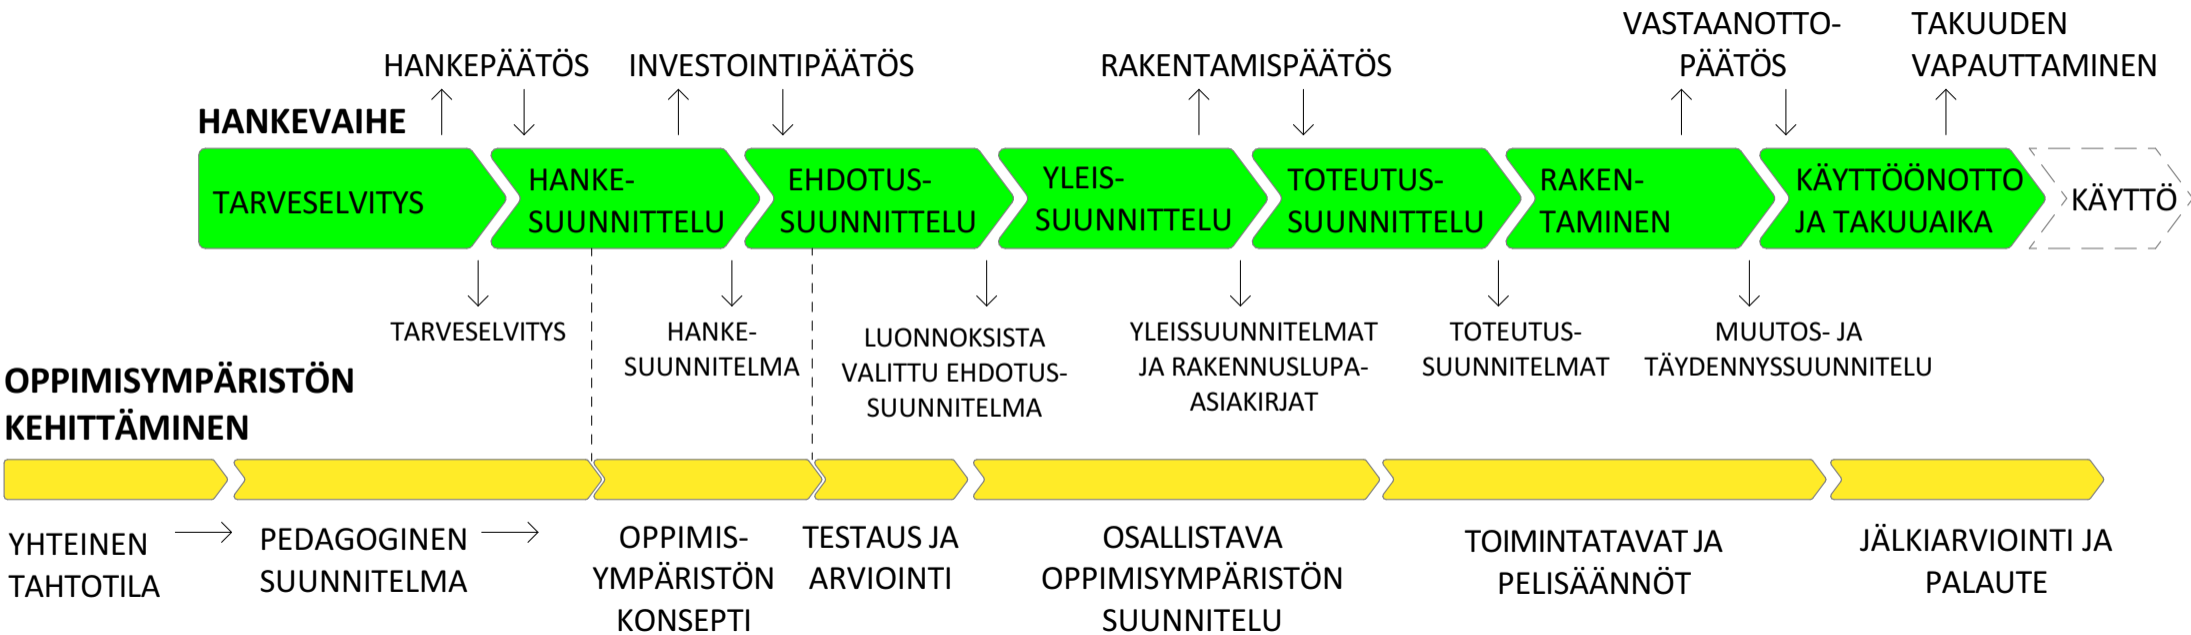 HANKEPÄÄTÖS
INVESTOINTIPÄÄTÖS
RAKENTAMISPÄÄTÖS
VASTAANOTTO-
PÄÄTÖS
TAKUUDEN
VAPAUTTAMINEN
HANKEVAIHE
TARVESELVITYS
HANKE-
SUUNNITTELU
EHDOTUS-
SUUNNITTELU
YLEIS-
SUUNNITTELU
TOTEUTUS-
SUUNNITTELU
RAKEN-
TAMINEN
KÄYTTÖÖNOTTO
JA TAKUUAIKA
KÄYTTÖ
TARVESELVITYS
HANKE-
SUUNNITELMA
LUONNOKSISTA
VALITTU EHDOTUS-
SUUNNITELMA
YLEISSUUNNITELMAT
JA RAKENNUSLUPA-
ASIAKIRJAT
TOTEUTUS-
SUUNNITELMAT
MUUTOS- JA
TÄYDENNYSSUUNNITELU
OPPIMISYMPÄRISTÖN
KEHITTÄMINEN
YHTEINEN
TAHTOTILA
PEDAGOGINEN
SUUNNITELMA
OPPIMIS-
YMPÄRISTÖN
KONSEPTI
TESTAUS JA
ARVIOINTI
OSALLISTAVA
OPPIMISYMPÄRISTÖN
SUUNNITELU
TOIMINTATAVAT JA
PELISÄÄNNÖT
JÄLKIARVIOINTI JA
PALAUTE